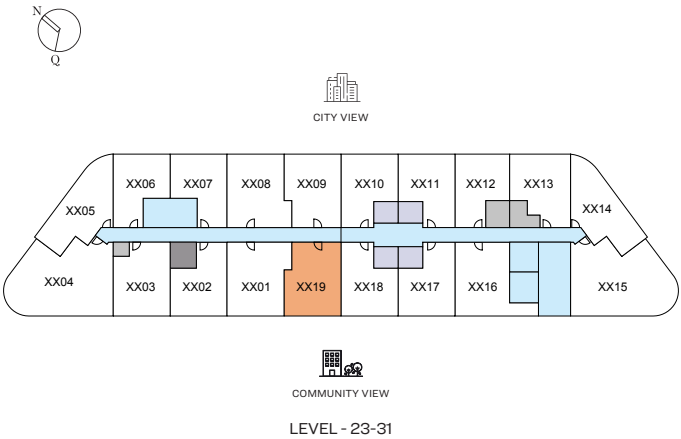 N
Q
CITY VIEW
XX06 XX07 XX08 XX09 XX10 XX11 XX12 XX13
XX05 XX14
XX04 XX03 XX02 XX01 XX19 XX18 XX17 XX16 XX15
COMMUNITY VIEW
LEVEL - 23-31